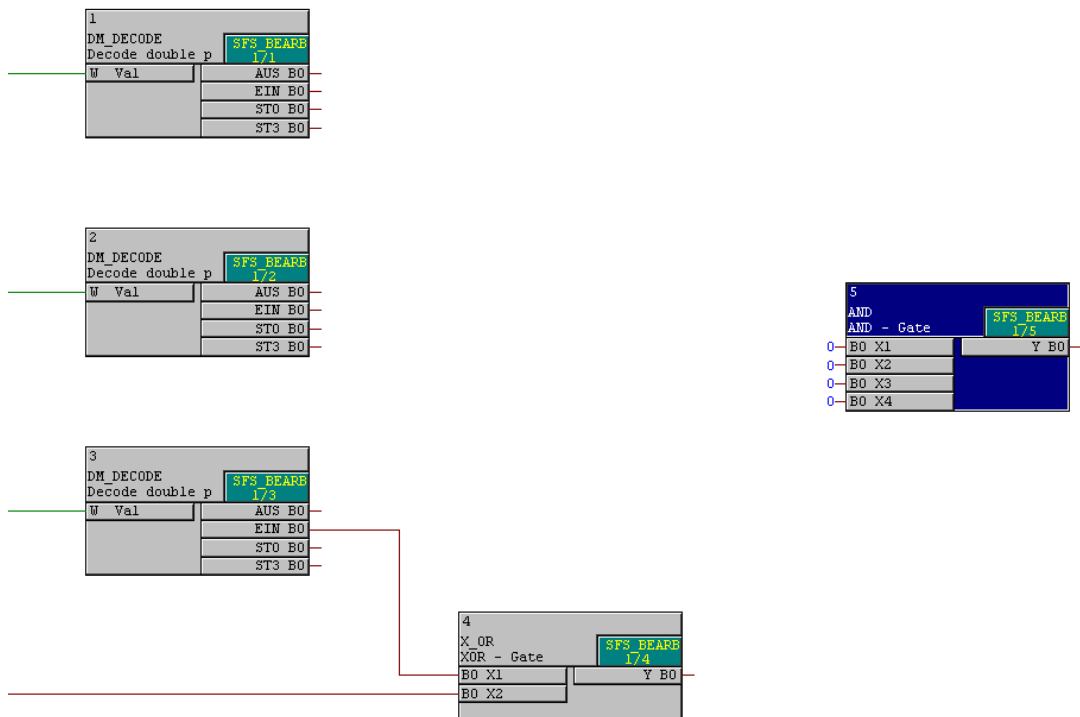 1
DM_DECODE
Decode double p
SFS_BEARB
1/1
W Val
AUS BO
EIN BO
ST0 BO
ST3 BO
2
DM_DECODE
Decode double p
SFS_BEARB
1/2
W Val
AUS BO
EIN BO
ST0 BO
ST3 BO
5
AND
AND - Gate
SFS_BEARB
1/5
0 BO X1
Y BO
0 BO X2
0 BO X3
0 BO X4
3
DM_DECODE
Decode double p
SFS_BEARB
1/3
W Val
AUS BO
EIN BO
ST0 BO
ST3 BO
4
X_OR
XOR - Gate
SFS_BEARB
1/4
BO X1
Y BO
BO X2